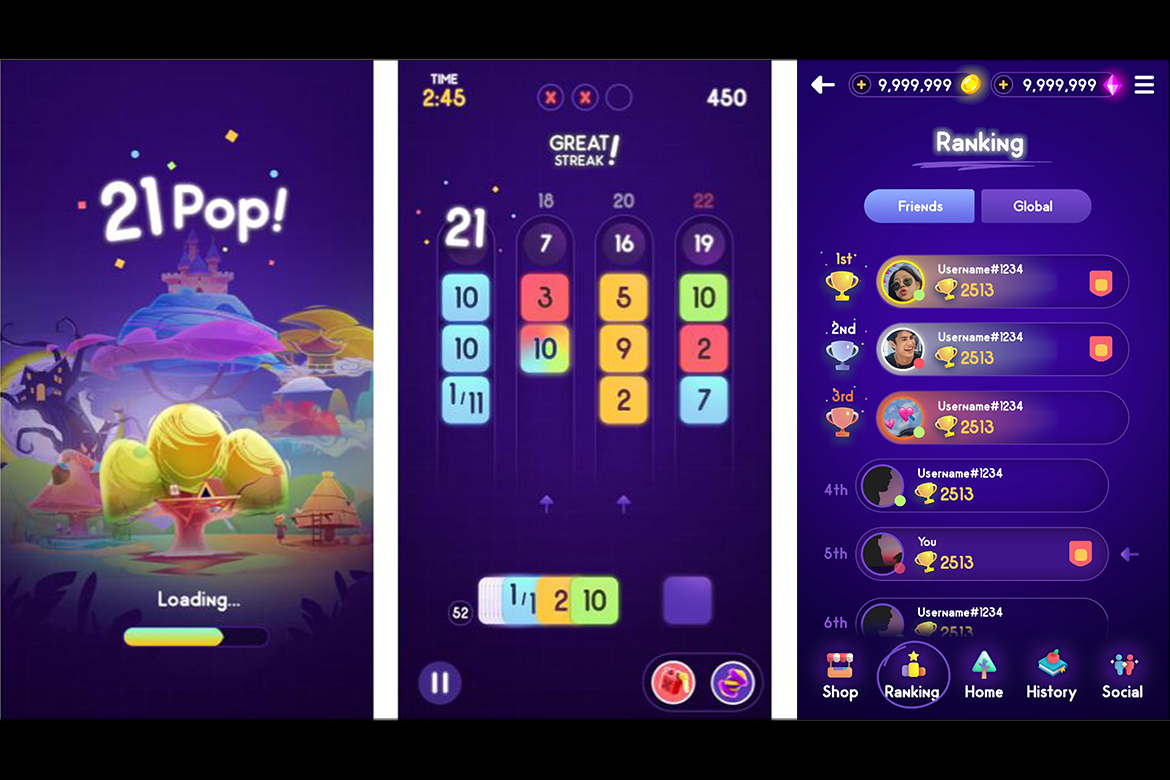 21 Pop!
Loading...
TIME
2:45
450
GREAT
STREAK!
18 20 22
21 7 16 19
10 3 5 10
10 10 9 2
1/11 2 7
52
1/1 2 10
9,999,999 9,999,999
Ranking
Friends Global
1st
Username#1234
2513
2nd
Username#1234
2513
3rd
Username#1234
2513
4th
Username#1234
2513
5th
You
2513
6th
Username#1234
2513
Shop Ranking Home History Social